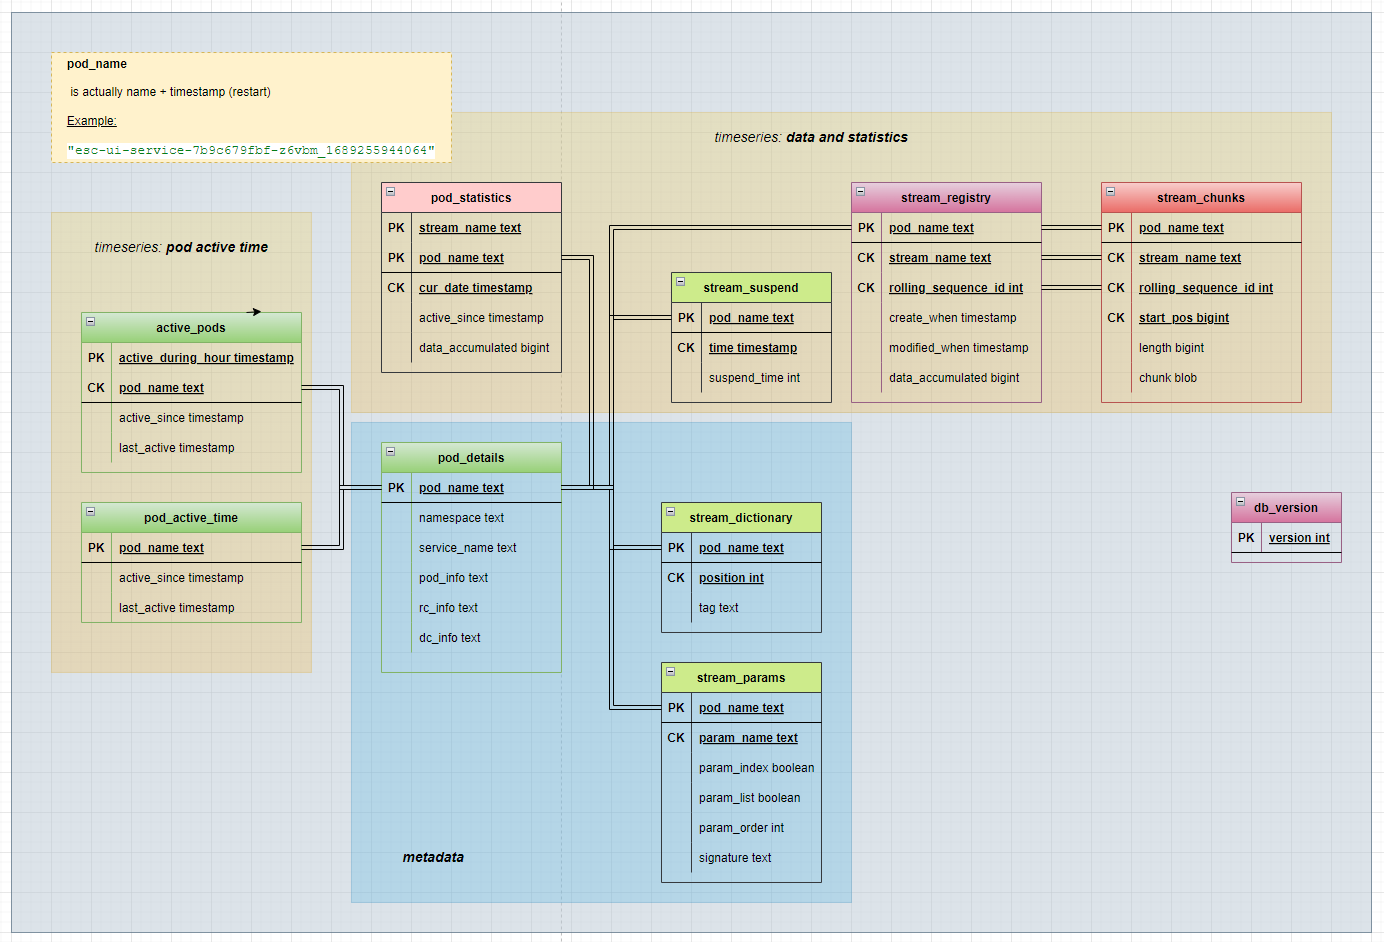 pod_name
is actually name + timestamp (restart)
Example:
"esc-ui-service-7b9c679fbf-z6vbm_1689255944064"
timeseries: data and statistics
pod_statistics
PK stream_name text
PK pod_name text
CK cur_date timestamp
active_since timestamp
data_accumulated bigint
stream_suspend
PK pod_name text
CK time timestamp
suspend_time int
stream_registry
PK pod_name text
CK stream_name text
CK rolling_sequence_id int
create_when timestamp
modified_when timestamp
data_accumulated bigint
stream_chunks
PK pod_name text
CK stream_name text
CK rolling_sequence_id int
CK start_pos bigint
length bigint
chunk blob
timeseries: pod active time
active_pods
PK active_during_hour timestamp
CK pod_name text
active_since timestamp
last_active timestamp
pod_active_time
PK pod_name text
active_since timestamp
last_active timestamp
pod_details
PK pod_name text
namespace text
service_name text
pod_info text
rc_info text
dc_info text
stream_dictionary
PK pod_name text
CK position int
tag text
stream_params
PK pod_name text
CK param_name text
param_index boolean
param_list boolean
param_order int
signature text
metadata
db_version
PK version int